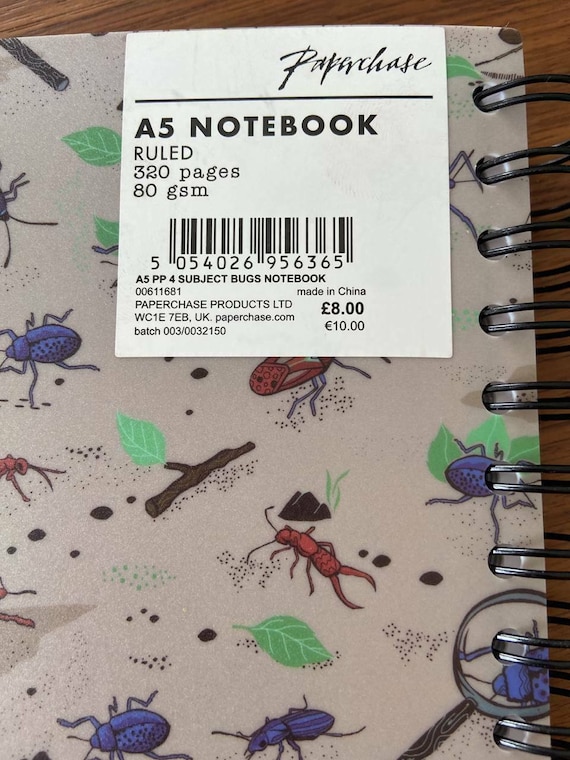 Paperchase
A5 NOTEBOOK
RULED
320 pages
80 gsm
5 054026 956365
A5 PP 4 SUBJECT BUGS NOTEBOOK
00611681 made in China
PAPERCHASE PRODUCTS LTD £8.00
WC1E 7EB, UK. paperchase.com €10.00
batch 003/0032150